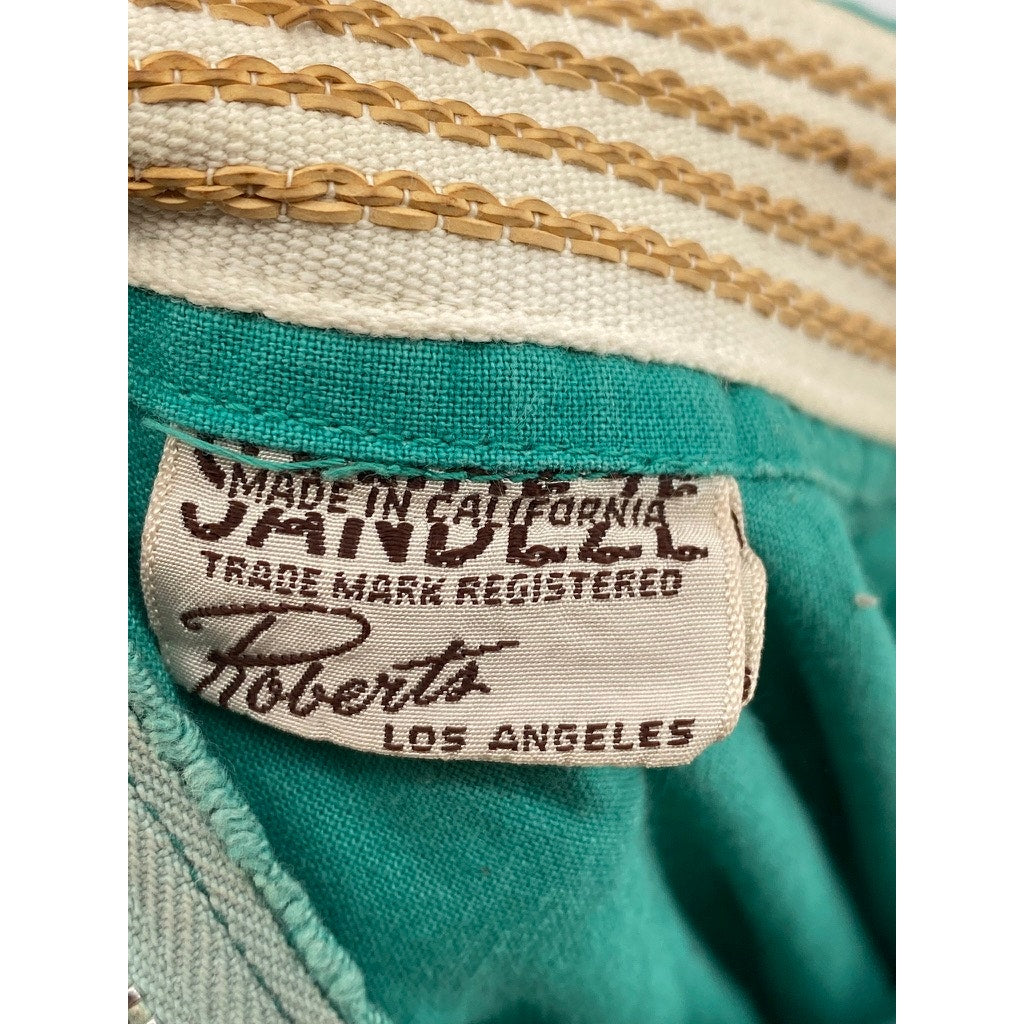 MADE IN CALIFORNIA
TRADE MARK REGISTERED
Roberts
LOS ANGELES